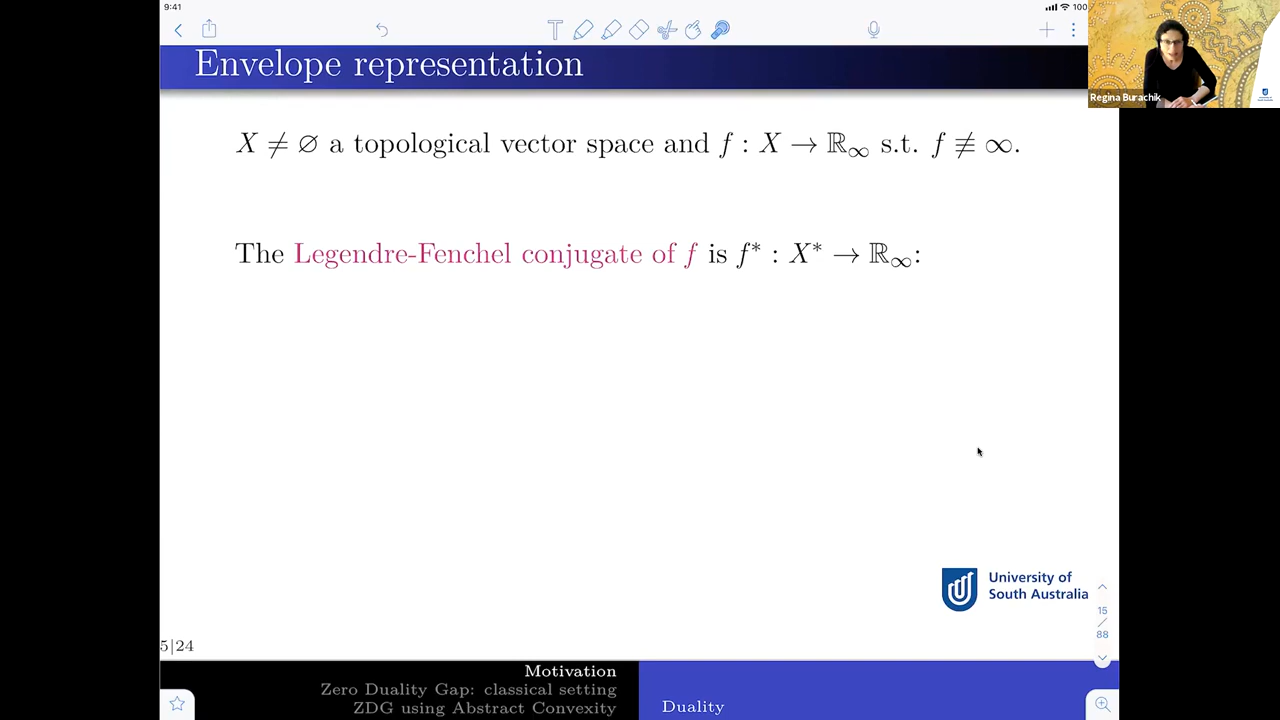 9:41
100
Envelope representation
Regina Burachik
X ≠ ∅ a topological vector space and f : X → ℝ∞ s.t. f ≢ ∞.
The Legendre-Fenchel conjugate of f is f* : X* → ℝ∞:
University of
South Australia
15
/
88
5|24
Motivation
Zero Duality Gap: classical setting
ZDG using Abstract Convexity
Duality